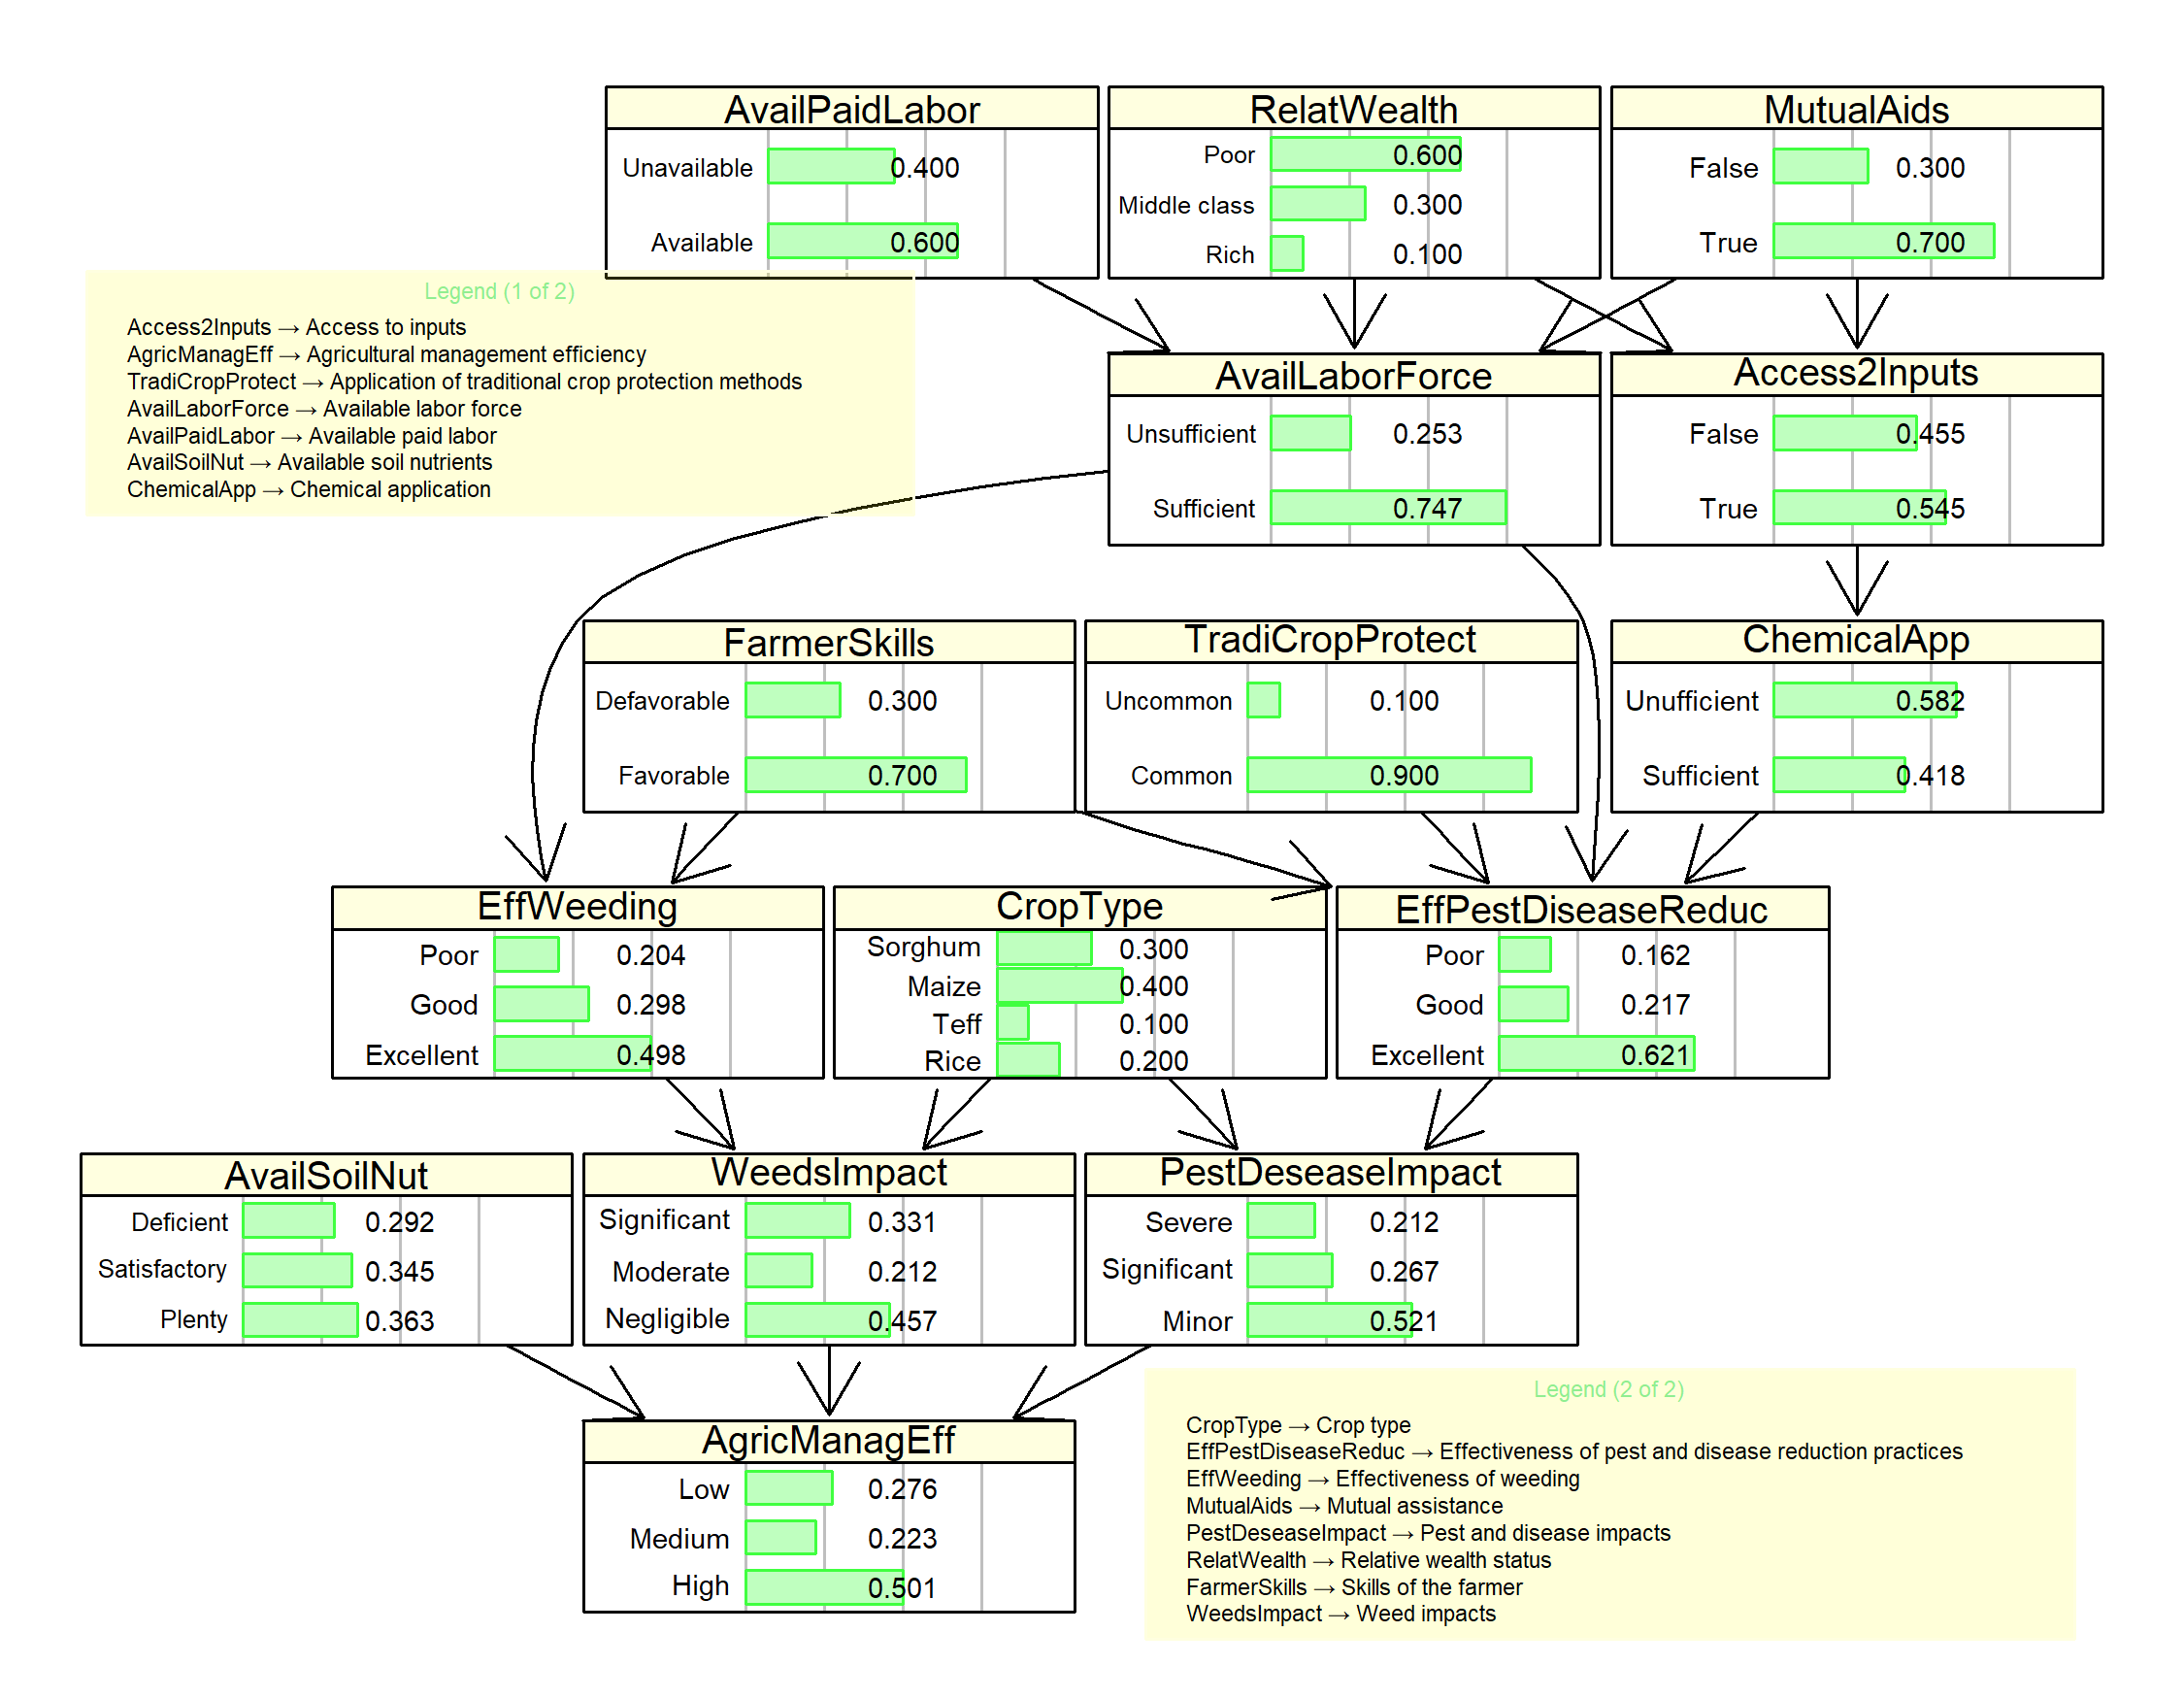 AvailPaidLabor
Unavailable 0.400
Available 0.600
RelatWealth
Poor 0.600
Middle class 0.300
Rich 0.100
MutualAids
False 0.300
True 0.700
Legend (1 of 2)
Access2Inputs → Access to inputs
AgricManagEff → Agricultural management efficiency
TradiCropProtect → Application of traditional crop protection methods
AvailLaborForce → Available labor force
AvailPaidLabor → Available paid labor
AvailSoilNut → Available soil nutrients
ChemicalApp → Chemical application
AvailLaborForce
Unsufficient 0.253
Sufficient 0.747
Access2Inputs
False 0.455
True 0.545
FarmerSkills
Defavorable 0.300
Favorable 0.700
TradiCropProtect
Uncommon 0.100
Common 0.900
ChemicalApp
Unufficient 0.582
Sufficient 0.418
EffWeeding
Poor 0.204
Good 0.298
Excellent 0.498
CropType
Sorghum 0.300
Maize 0.400
Teff 0.100
Rice 0.200
EffPestDiseaseReduc
Poor 0.162
Good 0.217
Excellent 0.621
AvailSoilNut
Deficient 0.292
Satisfactory 0.345
Plenty 0.363
WeedsImpact
Significant 0.331
Moderate 0.212
Negligible 0.457
PestDeseaseImpact
Severe 0.212
Significant 0.267
Minor 0.521
AgricManagEff
Low 0.276
Medium 0.223
High 0.501
Legend (2 of 2)
CropType → Crop type
EffPestDiseaseReduc → Effectiveness of pest and disease reduction practices
EffWeeding → Effectiveness of weeding
MutualAids → Mutual assistance
PestDeseaseImpact → Pest and disease impacts
RelatWealth → Relative wealth status
FarmerSkills → Skills of the farmer
WeedsImpact → Weed impacts